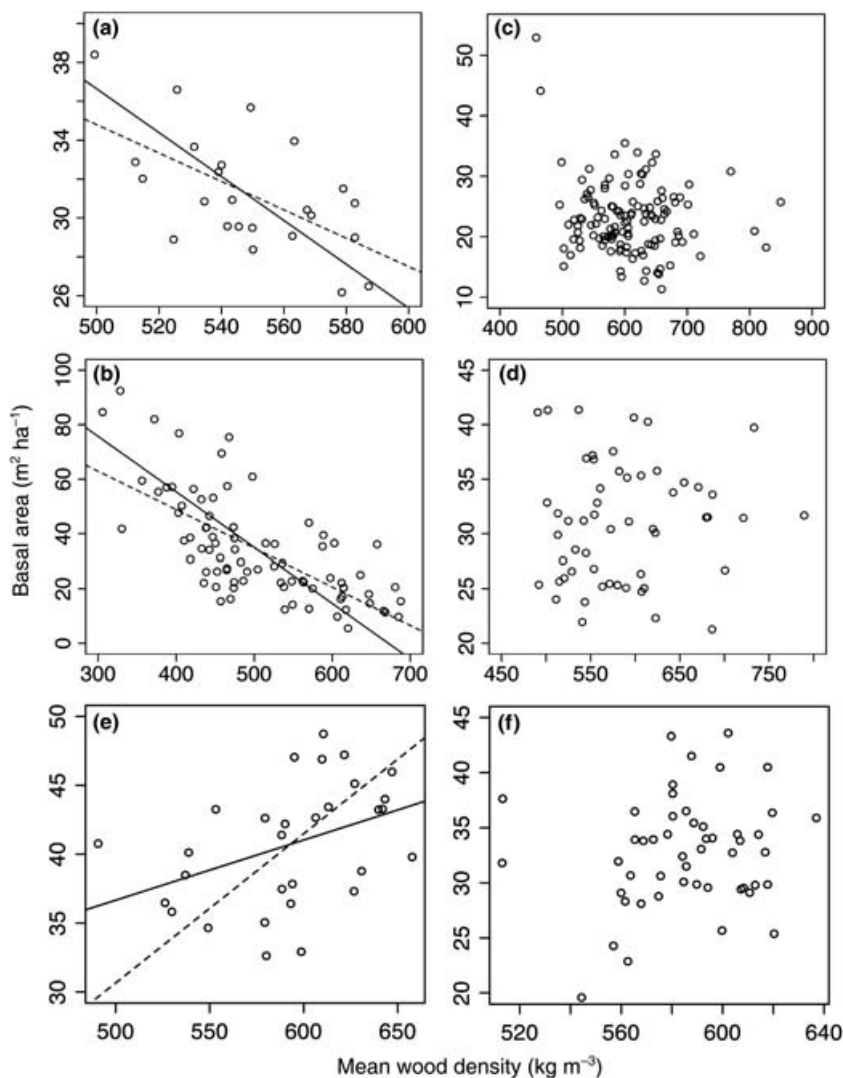 (a)
38
34
30
26
500 520 540 560 580 600
(c)
50
40
30
20
10
400 500 600 700 800 900
(b)
100
80
60
40
20
0
300 400 500 600 700
(d)
45
40
35
30
25
20
450 550 650 750
(e)
50
45
40
35
30
500 550 600 650
(f)
45
40
35
30
25
20
520 560 600 640
Basal area (m² ha⁻¹)
Mean wood density (kg m⁻³)